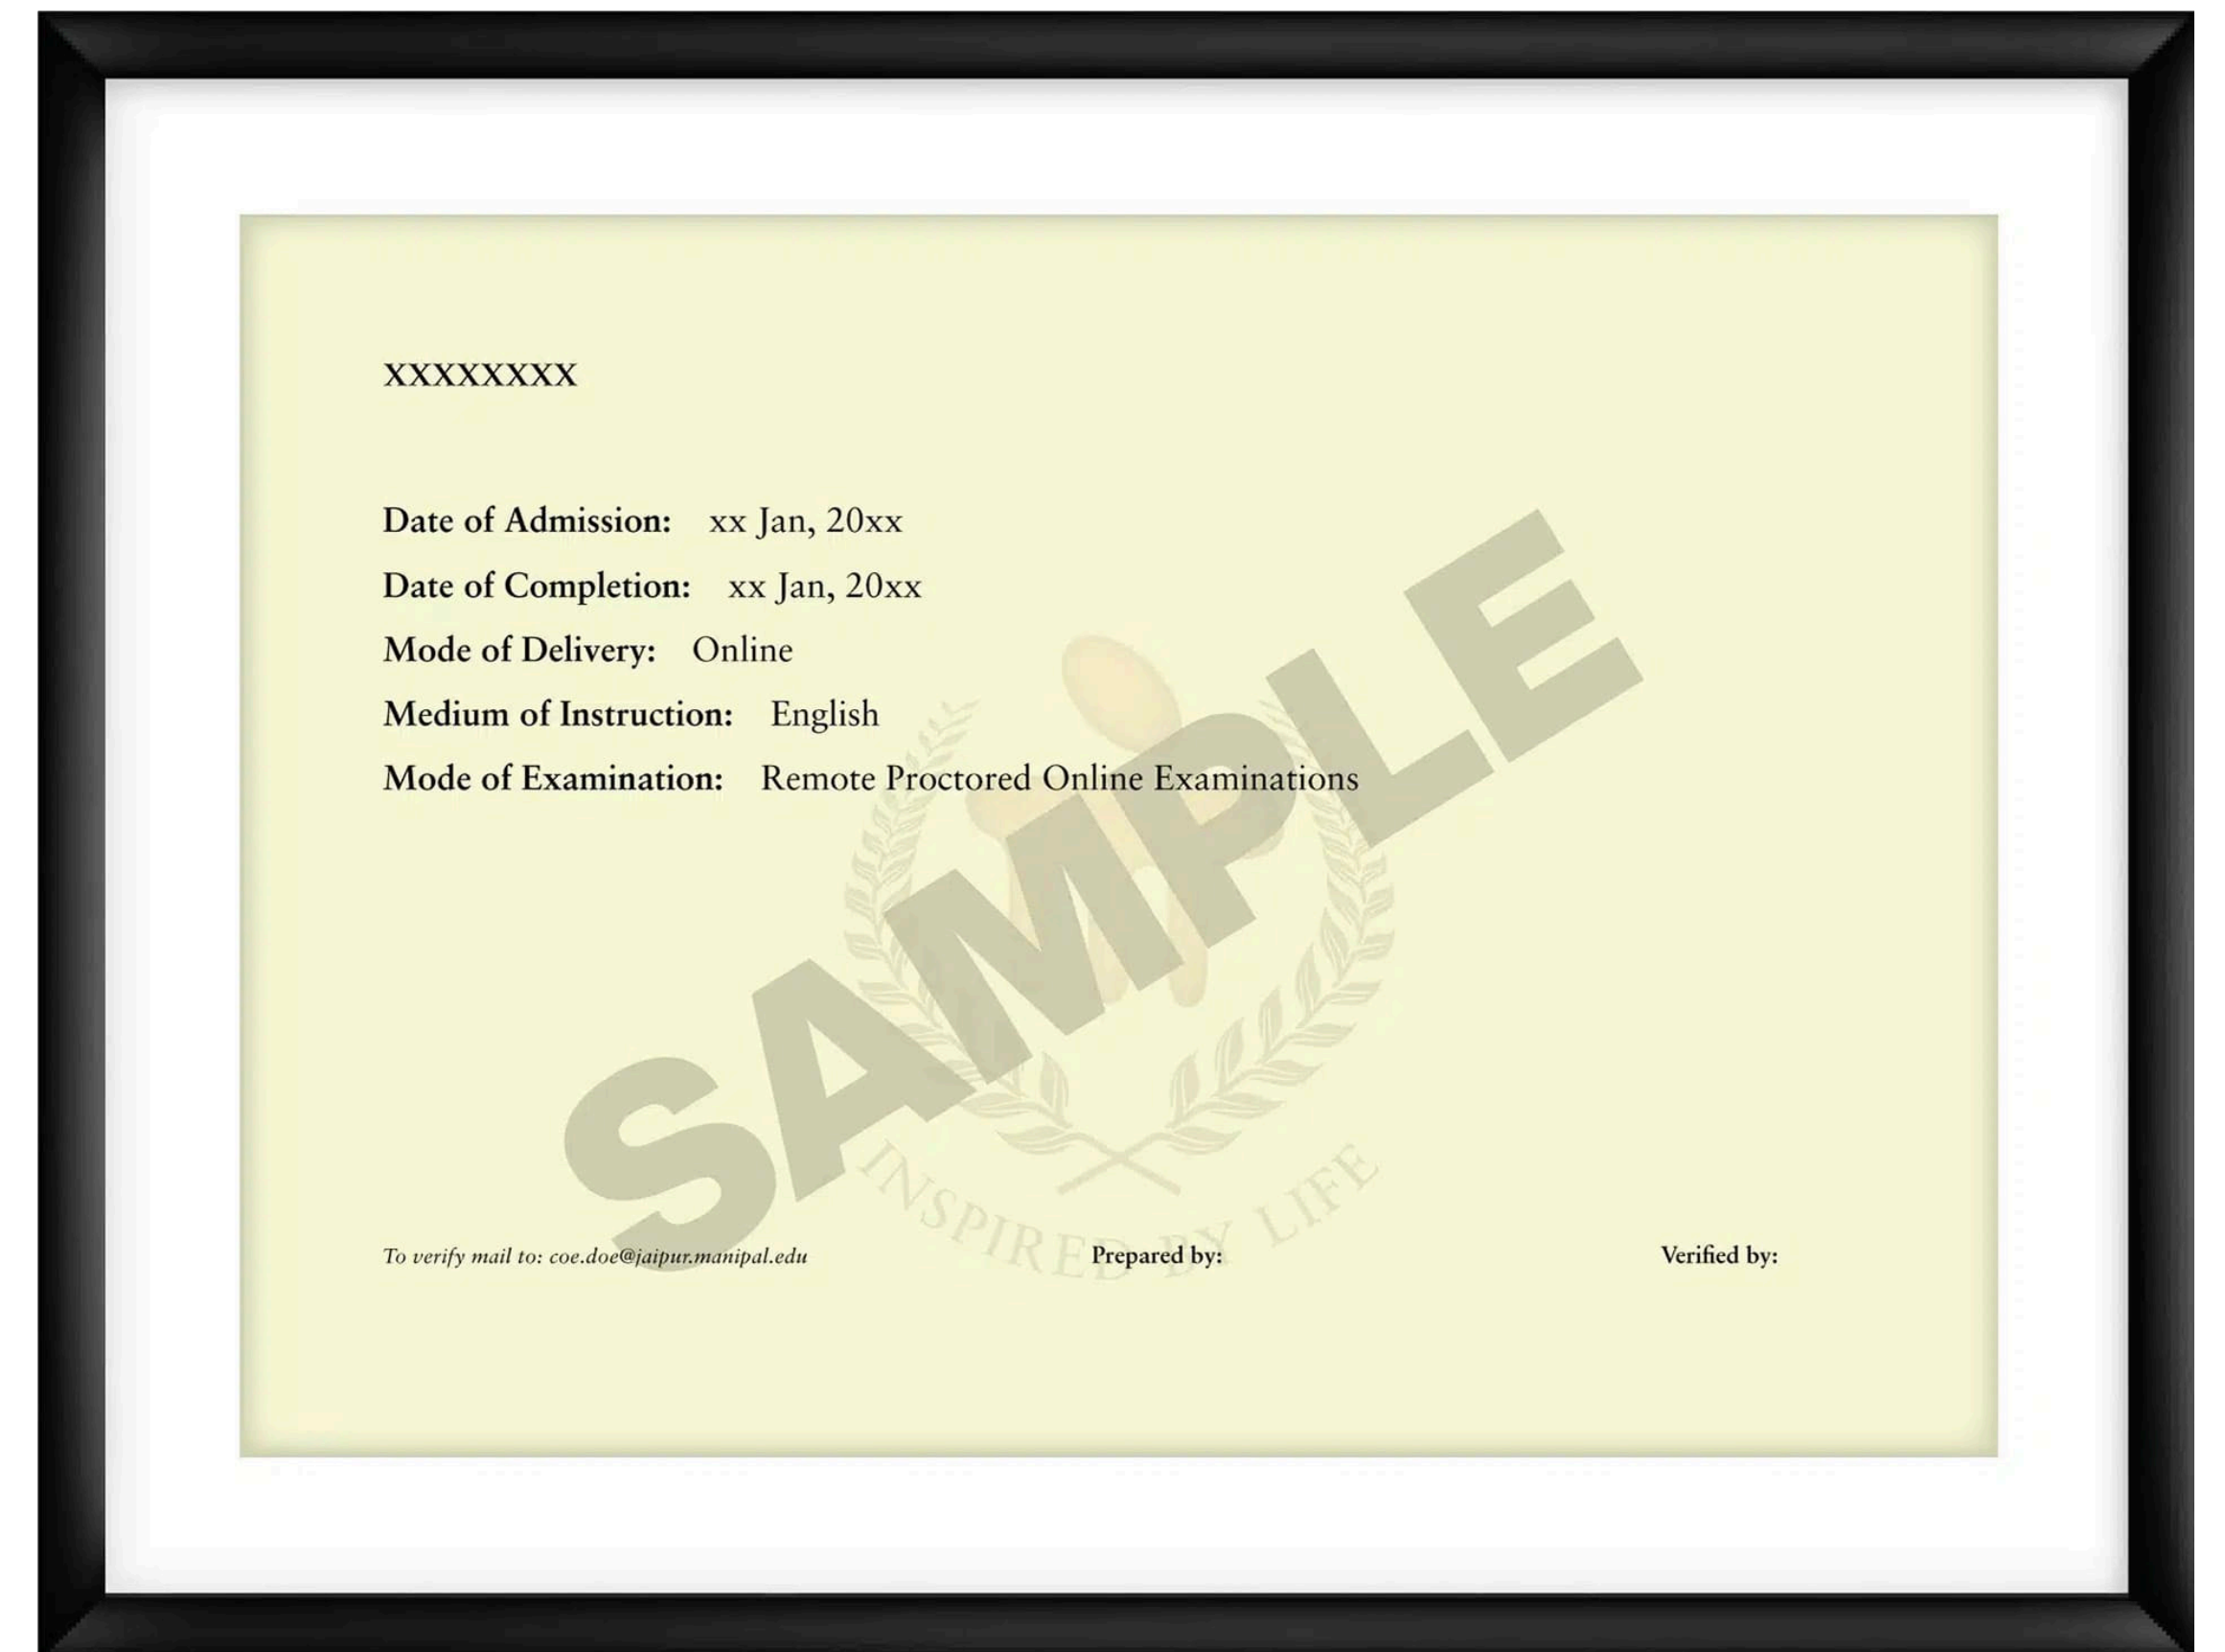 XXXXXXXX
Date of Admission: xx Jan, 20xx
Date of Completion: xx Jan, 20xx
Mode of Delivery: Online
Medium of Instruction: English
Mode of Examination: Remote Proctored Online Examinations
SAMPLE
INSPIRED BY LIFE
To verify mail to: coe.doe@jaipur.manipal.edu Prepared by: Verified by: